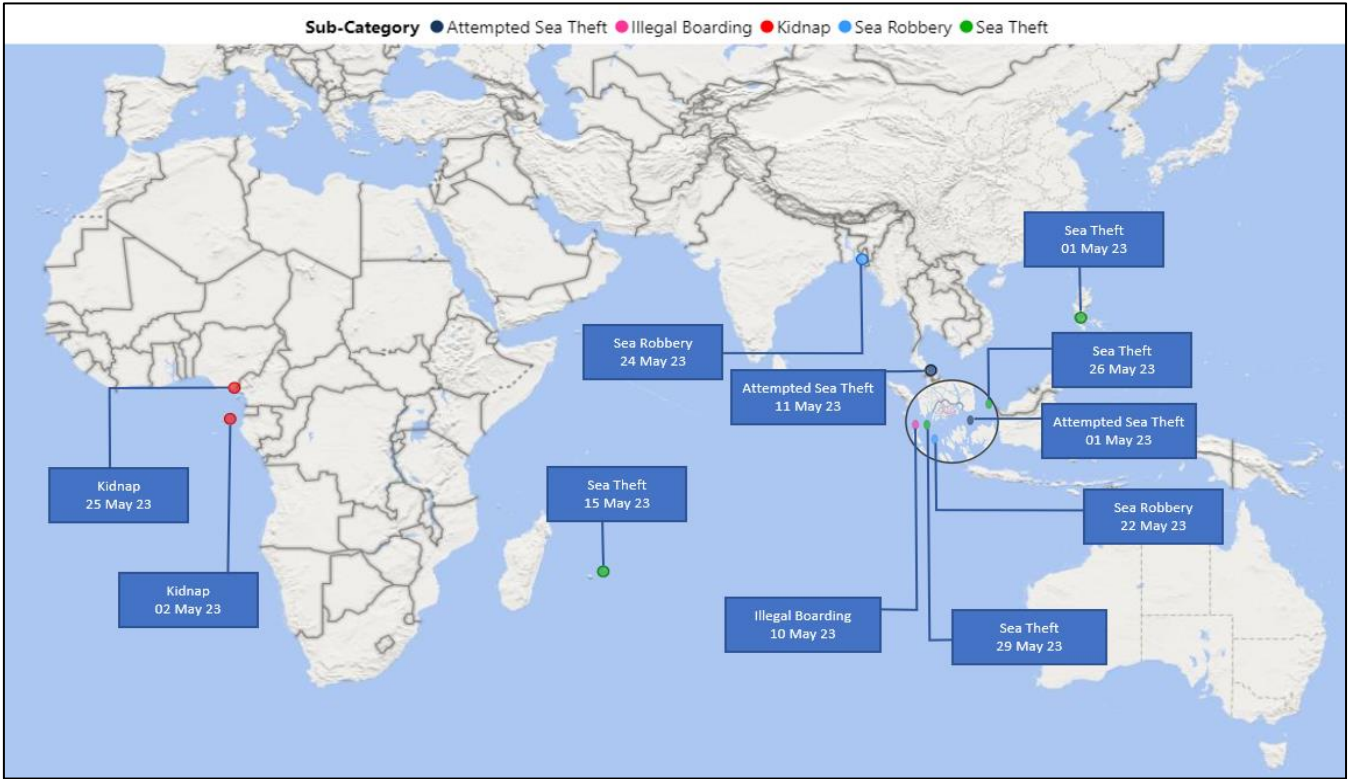 Sub-Category Attempted Sea Theft Illegal Boarding Kidnap Sea Robbery Sea Theft
Sea Theft
01 May 23
Sea Robbery
24 May 23
Sea Theft
26 May 23
Attempted Sea Theft
11 May 23
Attempted Sea Theft
01 May 23
Kidnap
25 May 23
Sea Theft
15 May 23
Sea Robbery
22 May 23
Kidnap
02 May 23
Illegal Boarding
10 May 23
Sea Theft
29 May 23